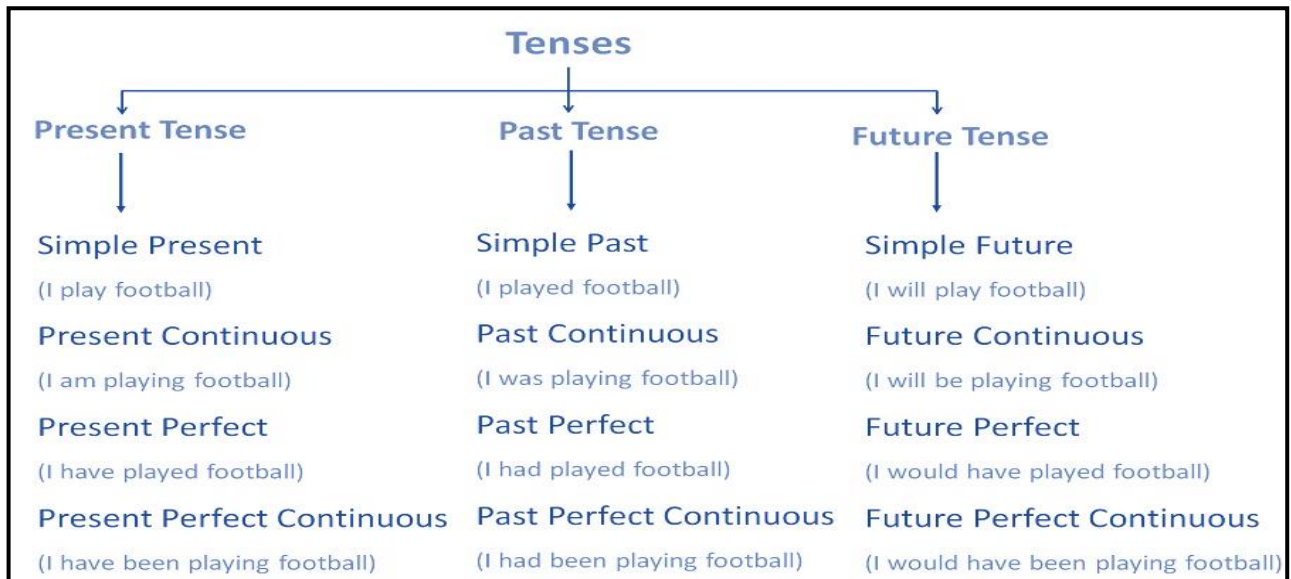 Tenses
Present Tense
Past Tense
Future Tense
Simple Present
(I play football)
Present Continuous
(I am playing football)
Present Perfect
(I have played football)
Present Perfect Continuous
(I have been playing football)
Simple Past
(I played football)
Past Continuous
(I was playing football)
Past Perfect
(I had played football)
Past Perfect Continuous
(I had been playing football)
Simple Future
(I will play football)
Future Continuous
(I will be playing football)
Future Perfect
(I would have played football)
Future Perfect Continuous
(I would have been playing football)